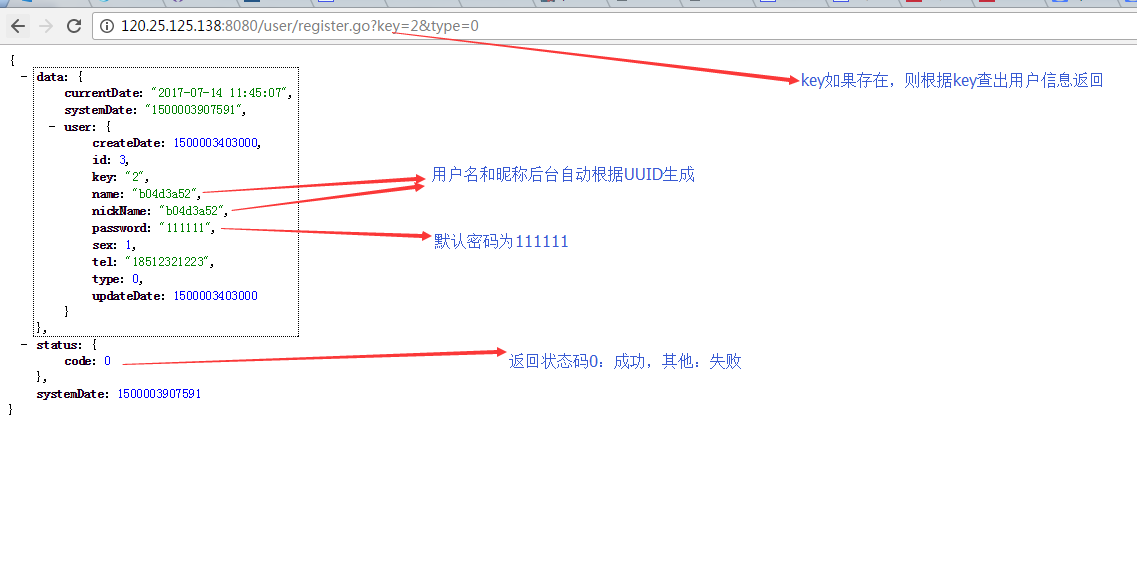 120.25.125.138:8080/user/register.go?key=2&type=0
{
− data: {
key如果存在，则根据key查出用户信息返回
currentDate: "2017-07-14 11:45:07",
systemDate: "1500003907591",
− user: {
createDate: 1500003403000,
id: 3,
key: "2",
用户名和昵称后台自动根据UUID生成
name: "b04d3a52",
nickName: "b04d3a52",
password: "111111",
默认密码为111111
sex: 1,
tel: "18512321223",
type: 0,
updateDate: 1500003403000
}
},
− status: {
code: 0
返回状态码0：成功，其他：失败
},
systemDate: 1500003907591
}